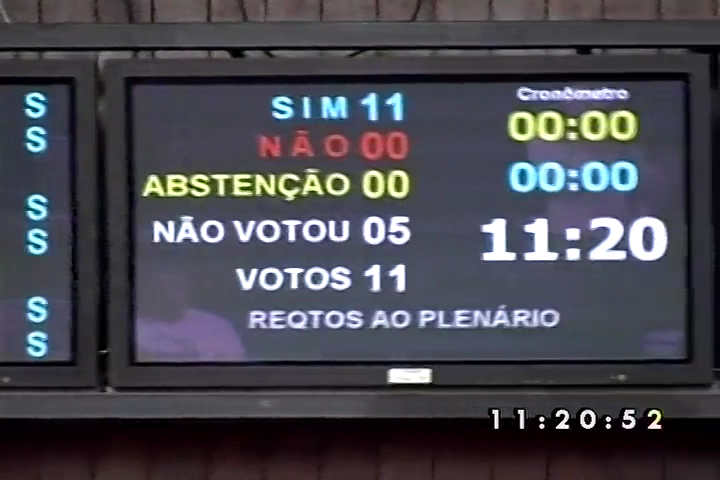 S
S
S
S
S
S
SIM 11
NÃO 00
ABSTENÇÃO 00
NÃO VOTOU 05
VOTOS 11
Cronômetro
00:00
00:00
11:20
REQTOS AO PLENÁRIO
11:20:52